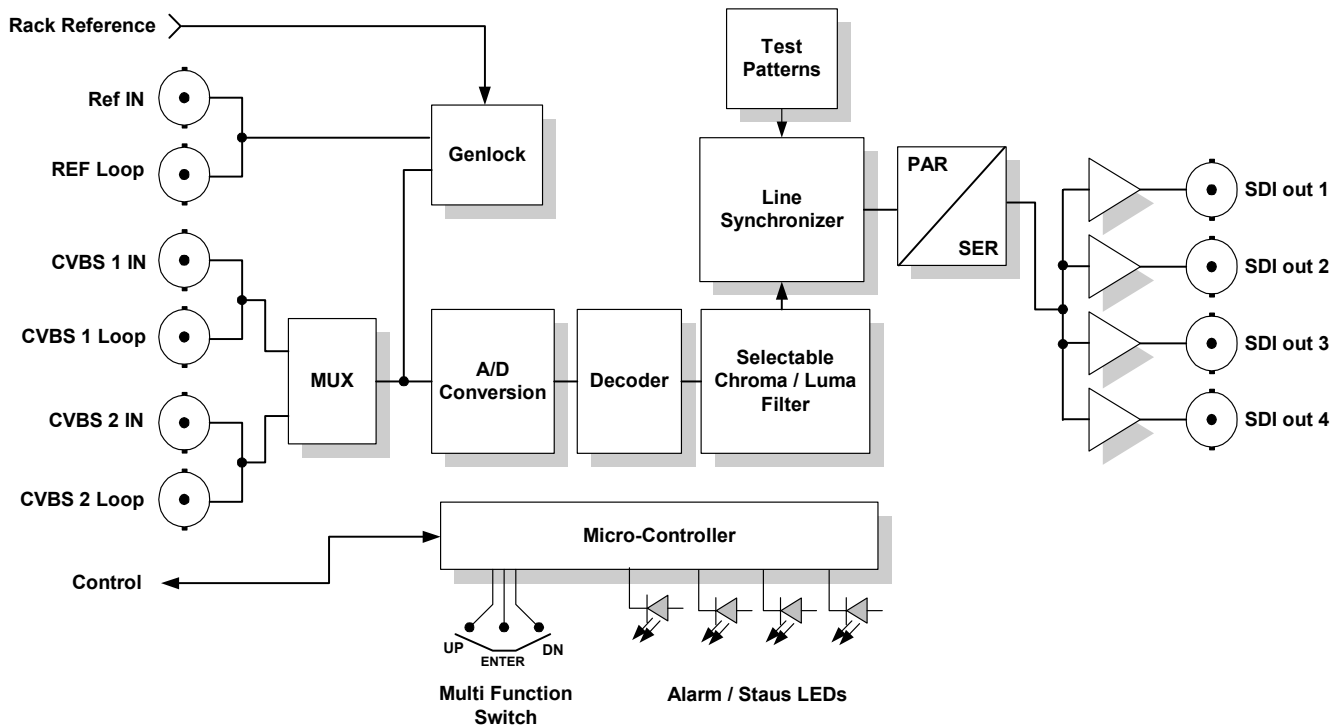 Rack Reference
Ref IN
REF Loop
CVBS 1 IN
CVBS 1 Loop
CVBS 2 IN
CVBS 2 Loop
Control
MUX
Genlock
A/D
Conversion
Decoder
Selectable
Chroma / Luma
Filter
Test
Patterns
Line
Synchronizer
PAR
SER
SDI out 1
SDI out 2
SDI out 3
SDI out 4
Micro-Controller
UP
ENTER
DN
Multi Function
Switch
Alarm / Staus LEDs